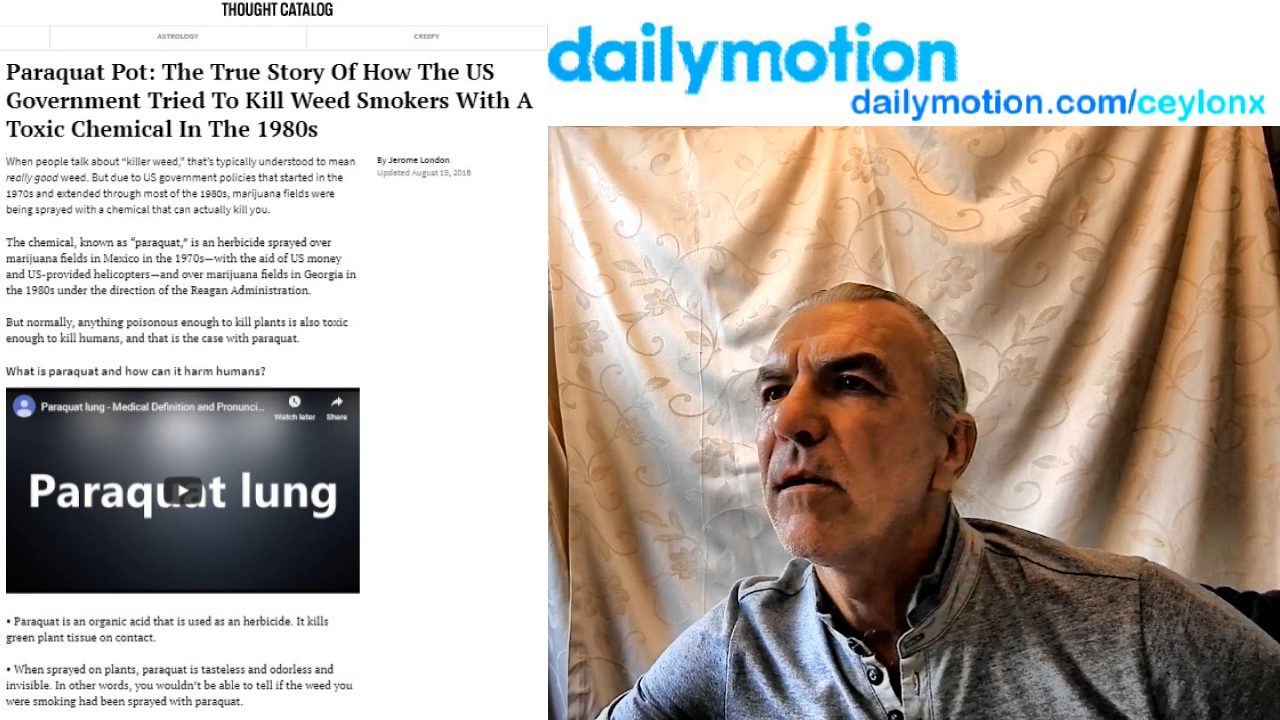 THOUGHT CATALOG
ASTROLOGY
CREEPY
Paraquat Pot: The True Story Of How The US
Government Tried To Kill Weed Smokers With A
Toxic Chemical In The 1980s
When people talk about “killer weed,” that’s typically understood to mean
really good weed. But due to US government policies that started in the
1970s and extended through most of the 1980s, marijuana fields were
being sprayed with a chemical that can actually kill you.
By Jerome London
Updated August 19, 2018
The chemical, known as “paraquat,” is an herbicide sprayed over
marijuana fields in Mexico in the 1970s—with the aid of US money
and US-provided helicopters—and over marijuana fields in Georgia in
the 1980s under the direction of the Reagan Administration.
But normally, anything poisonous enough to kill plants is also toxic
enough to kill humans, and that is the case with paraquat.
What is paraquat and how can it harm humans?
Paraquat lung - Medical Definition and Pronunci...
Watch later
Share
Paraquat lung
• Paraquat is an organic acid that is used as an herbicide. It kills
green plant tissue on contact.
• When sprayed on plants, paraquat is tasteless and odorless and
invisible. In other words, you wouldn’t be able to tell if the weed you
were smoking had been sprayed with paraquat.
dailymotion
dailymotion.com/ceylonx